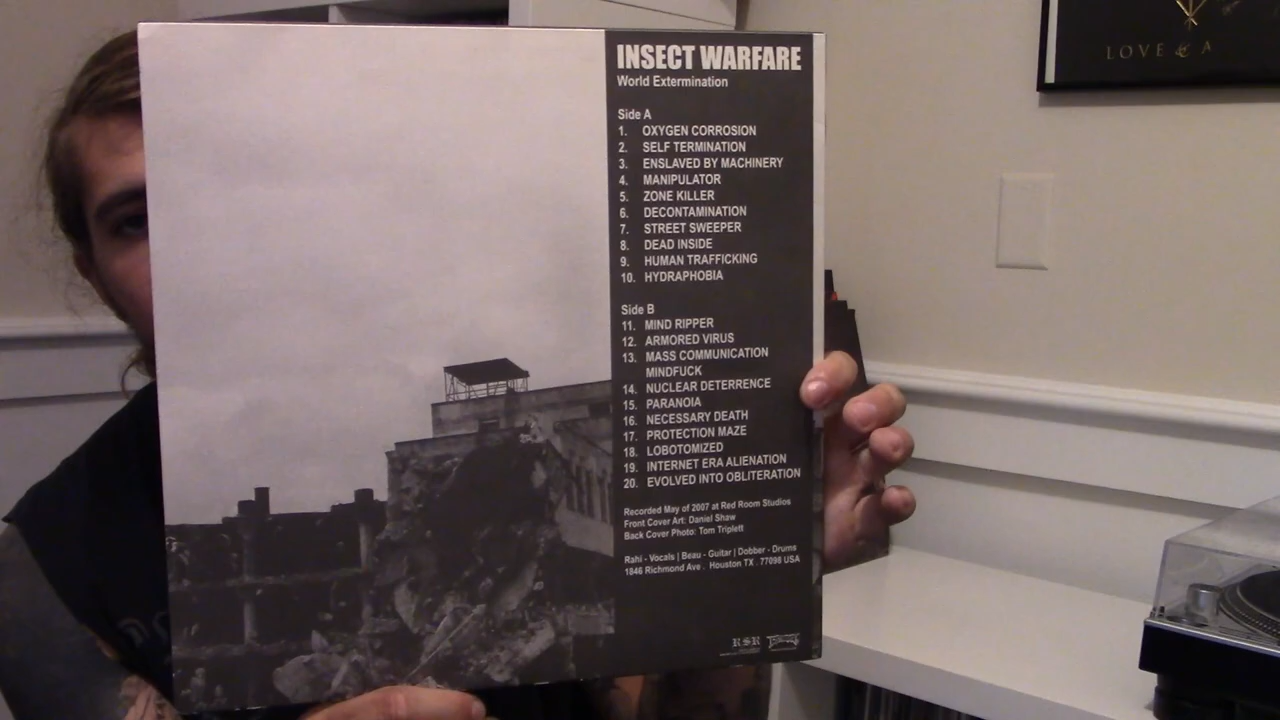 INSECT WARFARE
World Extermination
Side A
1. OXYGEN CORROSION
2. SELF TERMINATION
3. ENSLAVED BY MACHINERY
4. MANIPULATOR
5. ZONE KILLER
6. DECONTAMINATION
7. STREET SWEEPER
8. DEAD INSIDE
9. HUMAN TRAFFICKING
10. HYDRAPHOBIA
Side B
11. MIND RIPPER
12. ARMORED VIRUS
13. MASS COMMUNICATION
MINDFUCK
14. NUCLEAR DETERRENCE
15. PARANOIA
16. NECESSARY DEATH
17. PROTECTION MAZE
18. LOBOTOMIZED
19. INTERNET ERA ALIENATION
20. EVOLVED INTO OBLITERATION
Recorded May of 2007 at Red Room Studios
Front Cover Art: Daniel Shaw
Back Cover Photo: Tom Triplett
Rahi - Vocals | Beau - Guitar | Dobber - Drums
1846 Richmond Ave . Houston TX . 77098 USA
RSR
LOVE & A